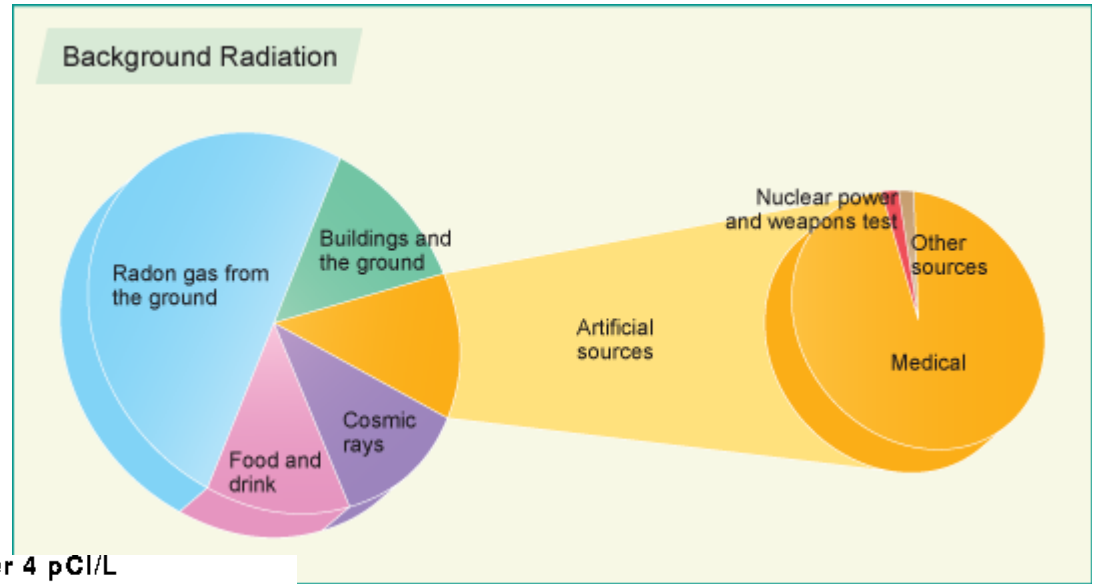 Background Radiation
Radon gas from
the ground
Buildings and
the ground
Cosmic
rays
Food and
drink
Artificial
sources
Nuclear power
and weapons test
Other
sources
Medical
4 pCI/L